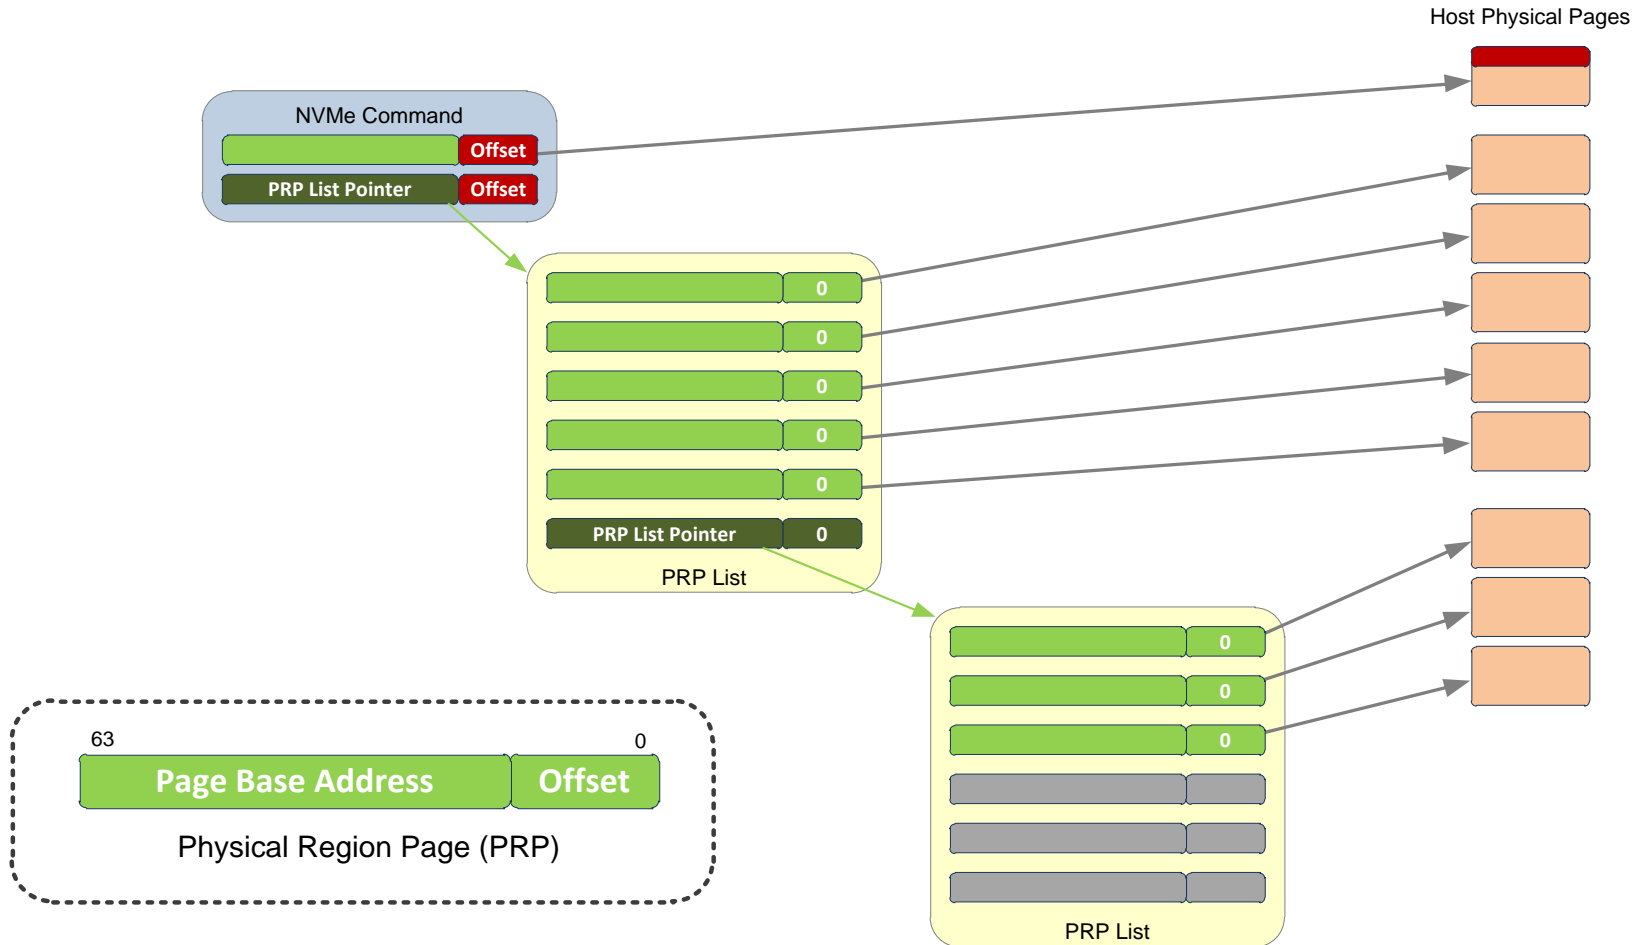 Host Physical Pages
NVMe Command
Offset
PRP List Pointer Offset
0
0
0
0
0
PRP List Pointer 0
PRP List
0
0
0
PRP List
63 0
Page Base Address Offset
Physical Region Page (PRP)